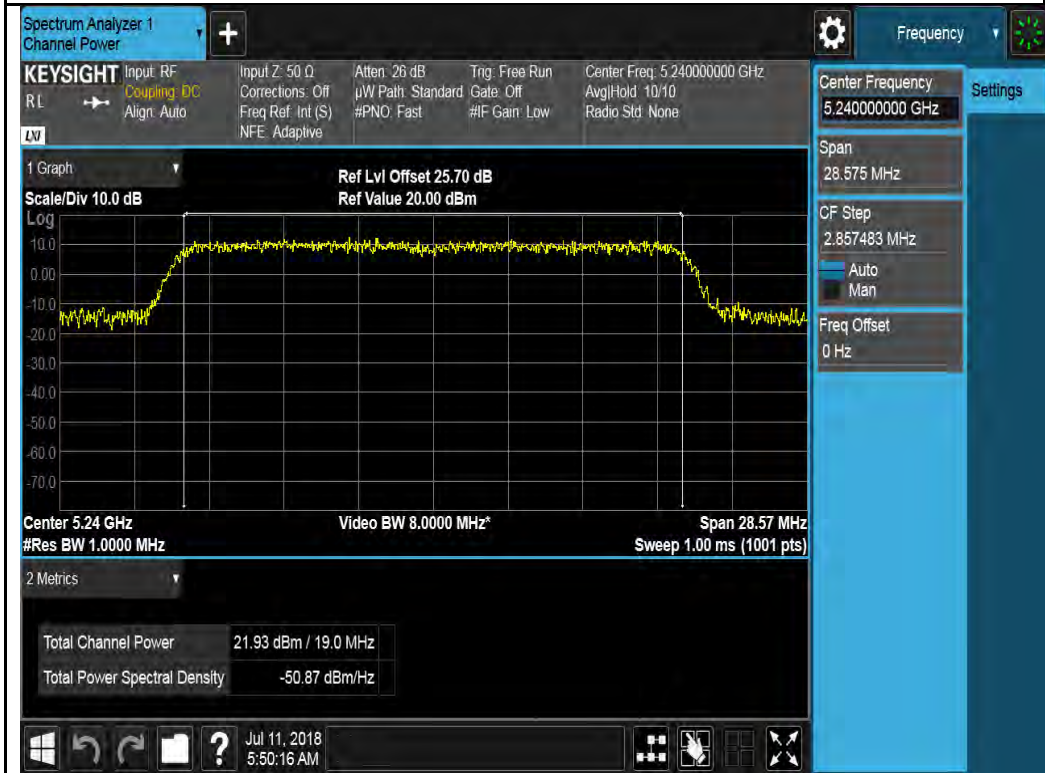 Spectrum Analyzer 1
Channel Power
+
Frequency
KEYSIGHT
RL
LXI
Input: RF
Coupling: DC
Align: Auto
Input Z: 50 Ω
Corrections: Off
Freq Ref: Int (S)
NFE: Adaptive
Atten: 26 dB
µW Path: Standard
#PNO: Fast
Trig: Free Run
Gate: Off
#IF Gain: Low
Center Freq: 5.240000000 GHz
Avg|Hold: 10/10
Radio Std: None
Center Frequency
5.240000000 GHz
Settings
Span
28.575 MHz
CF Step
2.857483 MHz
Auto
Man
Freq Offset
0 Hz
1 Graph
Scale/Div 10.0 dB
Ref Lvl Offset 25.70 dB
Ref Value 20.00 dBm
Log
10.0
0.00
-10.0
-20.0
-30.0
-40.0
-50.0
-60.0
-70.0
Center 5.24 GHz
#Res BW 1.0000 MHz
Video BW 8.0000 MHz*
Span 28.57 MHz
Sweep 1.00 ms (1001 pts)
2 Metrics
Total Channel Power 21.93 dBm / 19.0 MHz
Total Power Spectral Density -50.87 dBm/Hz
?
Jul 11, 2018
5:50:16 AM